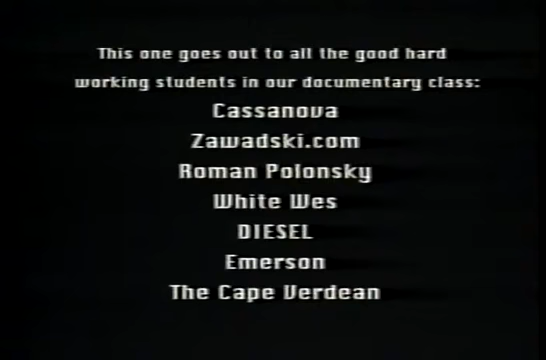 This one goes out to all the good hard
working students in our documentary class:
Cassanova
Zawadski.com
Roman Polonsky
White Wes
DIESEL
Emerson
The Cape Verdean